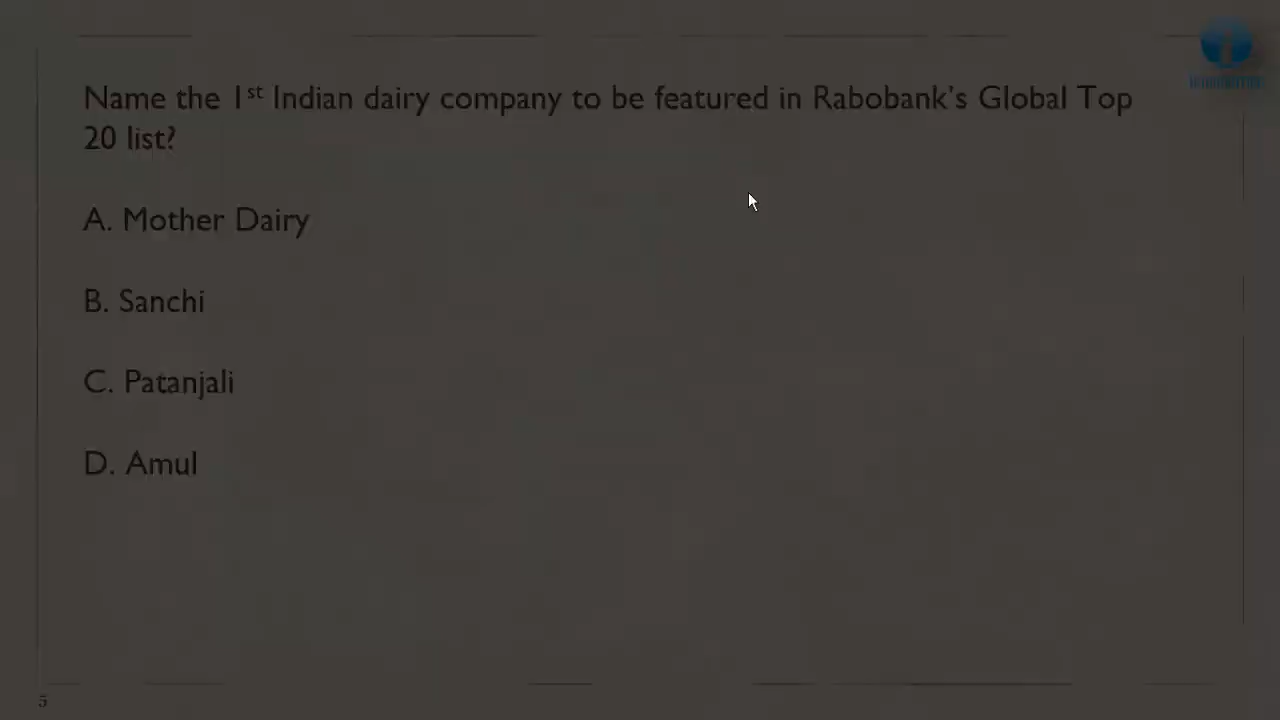 Name the 1st Indian dairy company to be featured in Rabobank's Global Top
20 list?
A. Mother Dairy
B. Sanchi
C. Patanjali
D. Amul
5